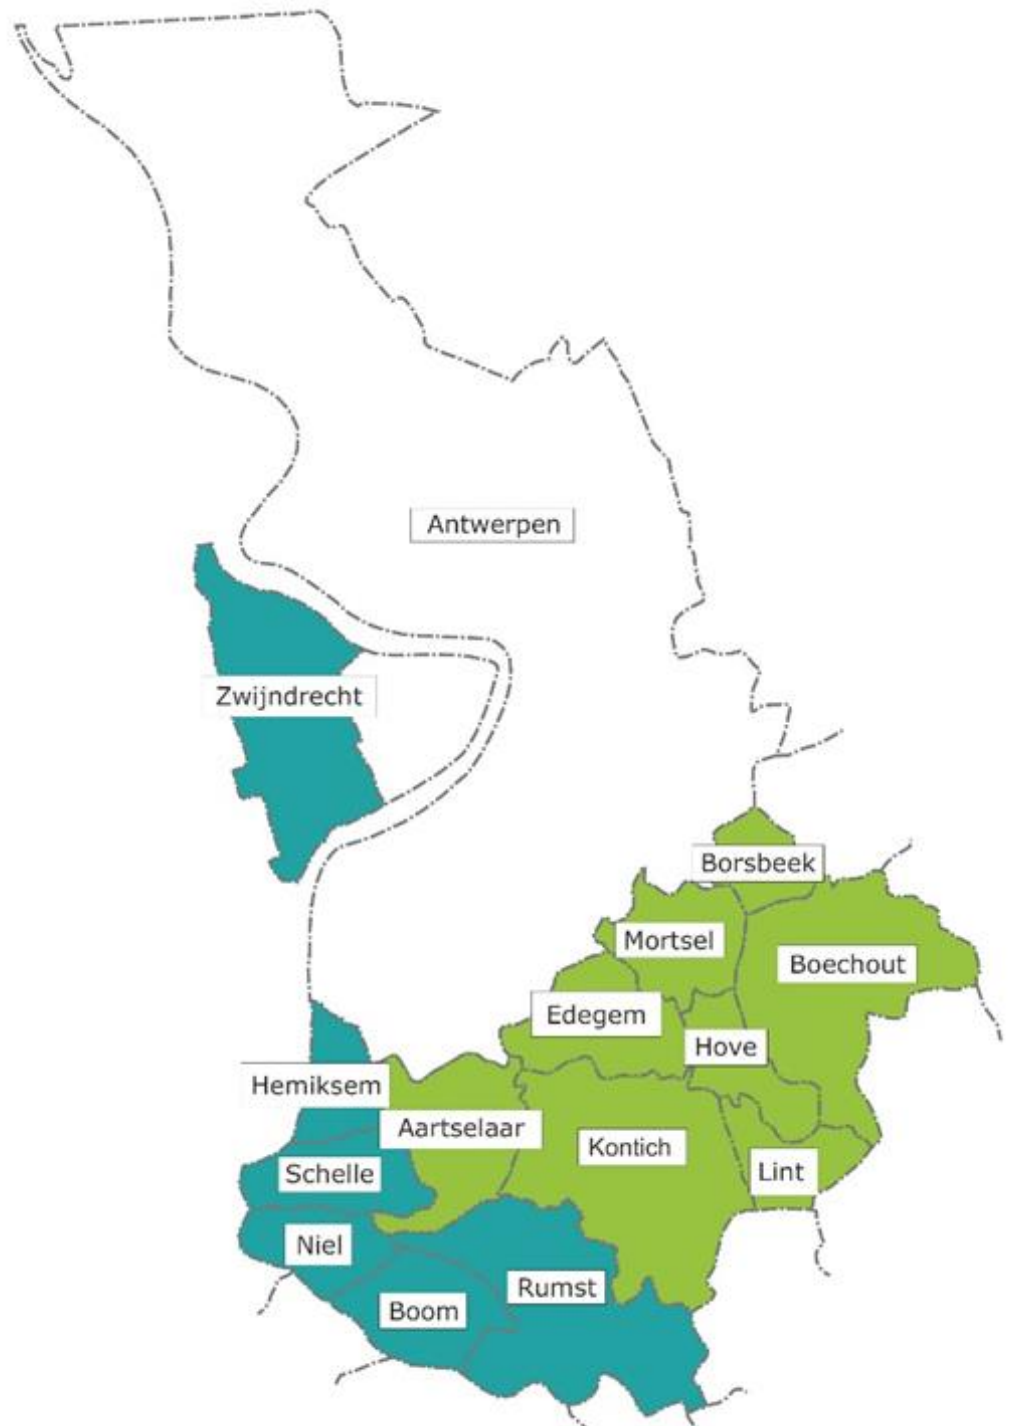 Antwerpen
Zwijndrecht
Borsbeek
Mortsel
Boechout
Edegem
Hove
Hemiksem
Aartselaar
Kontich
Schelle
Lint
Niel
Rumst
Boom